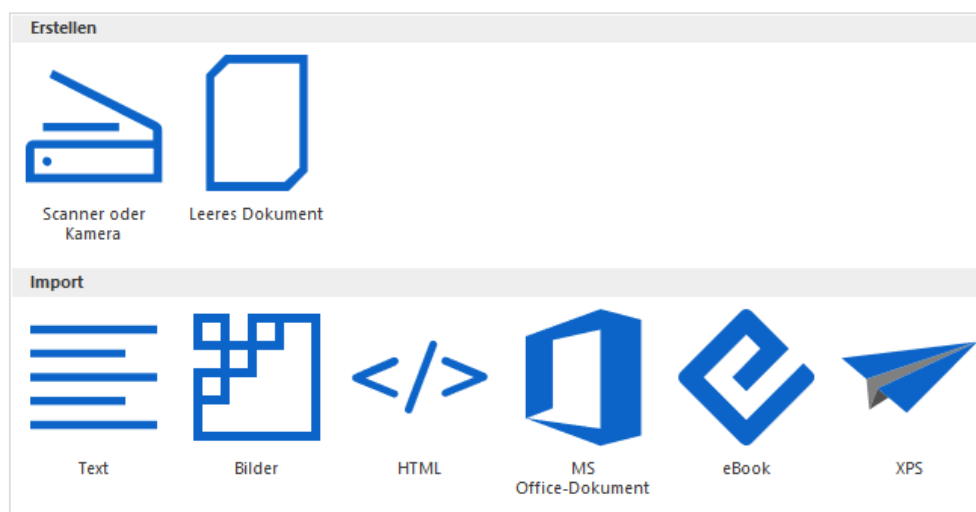 Erstellen
Scanner oder
Kamera
Leeres Dokument
Import
Text
Bilder
HTML
MS
Office-Dokument
eBook
XPS